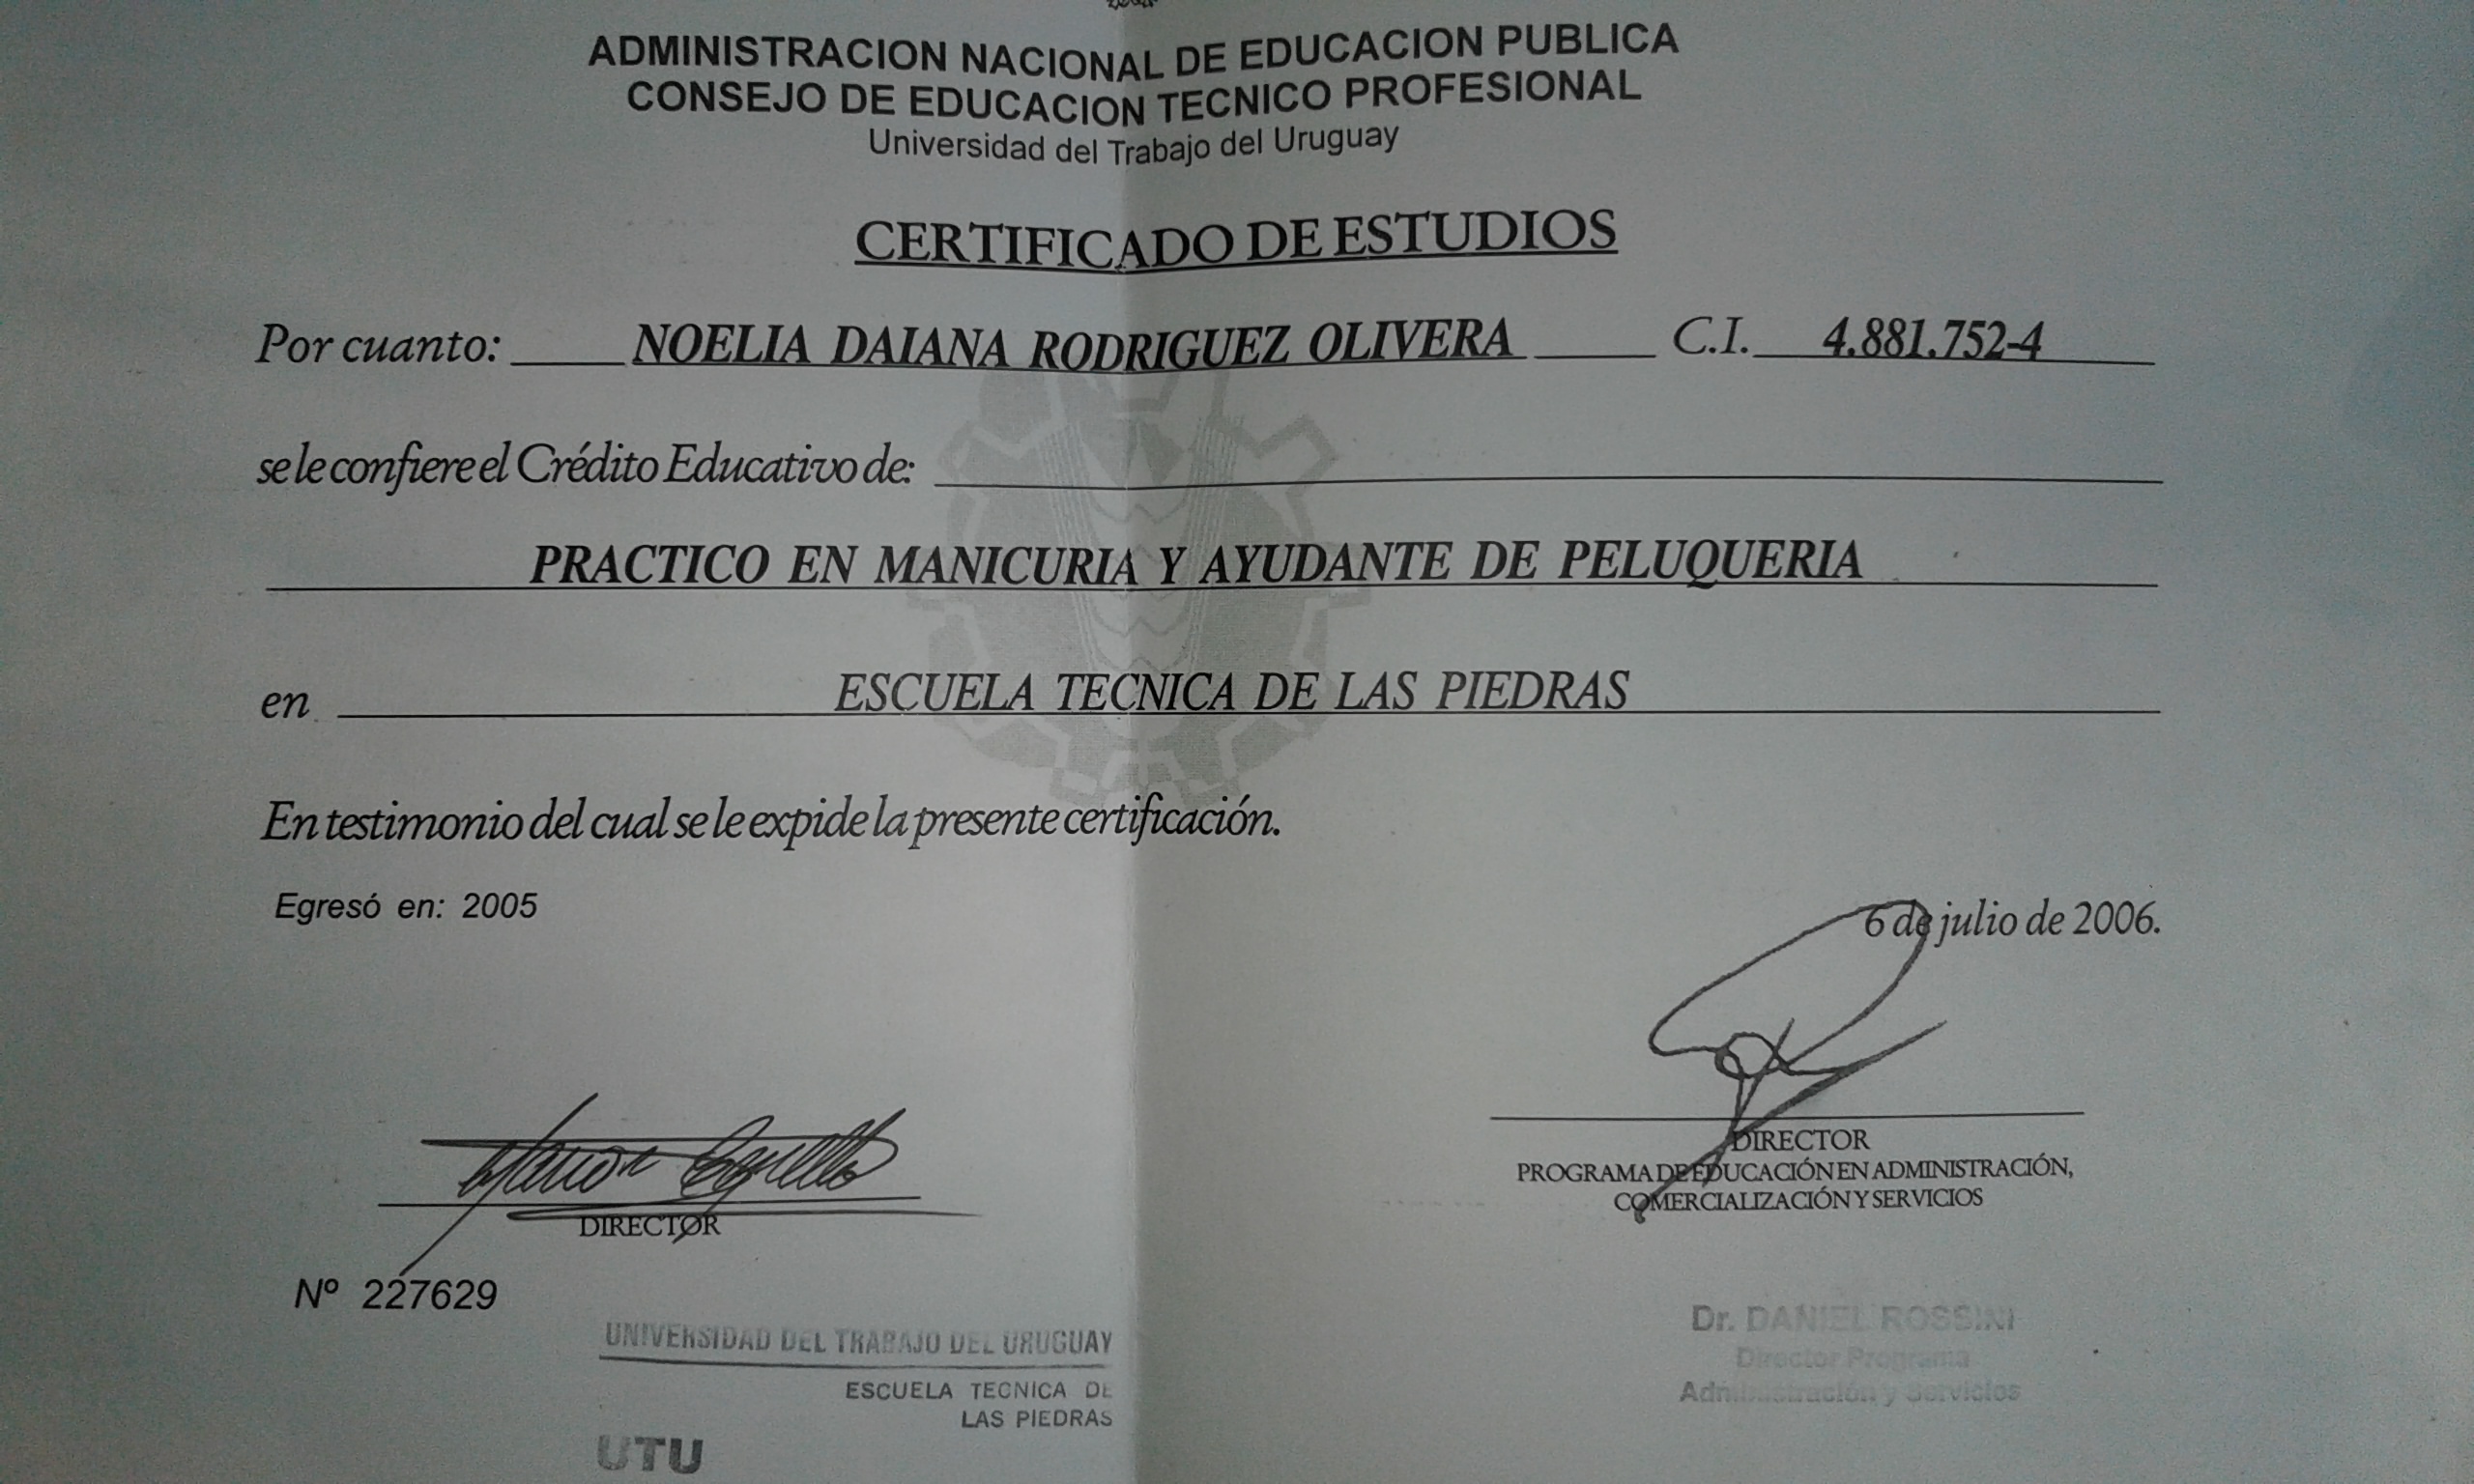 ADMINISTRACION NACIONAL DE EDUCACION PUBLICA
CONSEJO DE EDUCACION TECNICO PROFESIONAL
Universidad del Trabajo del Uruguay
CERTIFICADO DE ESTUDIOS
Por cuanto: NOELIA DAIANA RODRIGUEZ OLIVERA C.I. 4.881.752-4
se le confiere el Crédito Educativo de:
PRACTICO EN MANICURIA Y AYUDANTE DE PELUQUERIA
en ESCUELA TECNICA DE LAS PIEDRAS
En testimonio del cual se le expide la presente certificación.
Egresó en: 2005
6 de julio de 2006.
DIRECTOR
DIRECTOR
PROGRAMA DE EDUCACIÓN EN ADMINISTRACIÓN,
COMERCIALIZACIÓN Y SERVICIOS
Nº 227629
UNIVERSIDAD DEL TRABAJO DEL URUGUAY
ESCUELA TECNICA DE
LAS PIEDRAS
UTU
Dr. DANIEL ROSSINI
Director Programa
Administración y Servicios